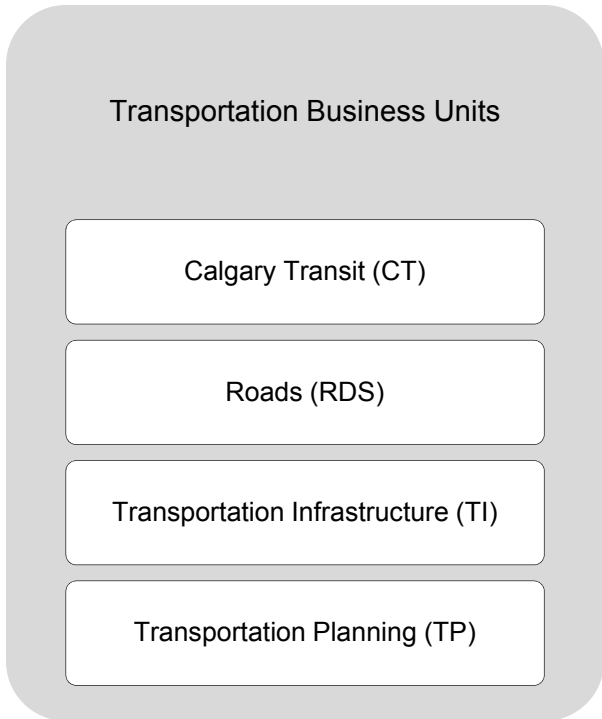 Transportation Business Units
Calgary Transit (CT)
Roads (RDS)
Transportation Infrastructure (TI)
Transportation Planning (TP)